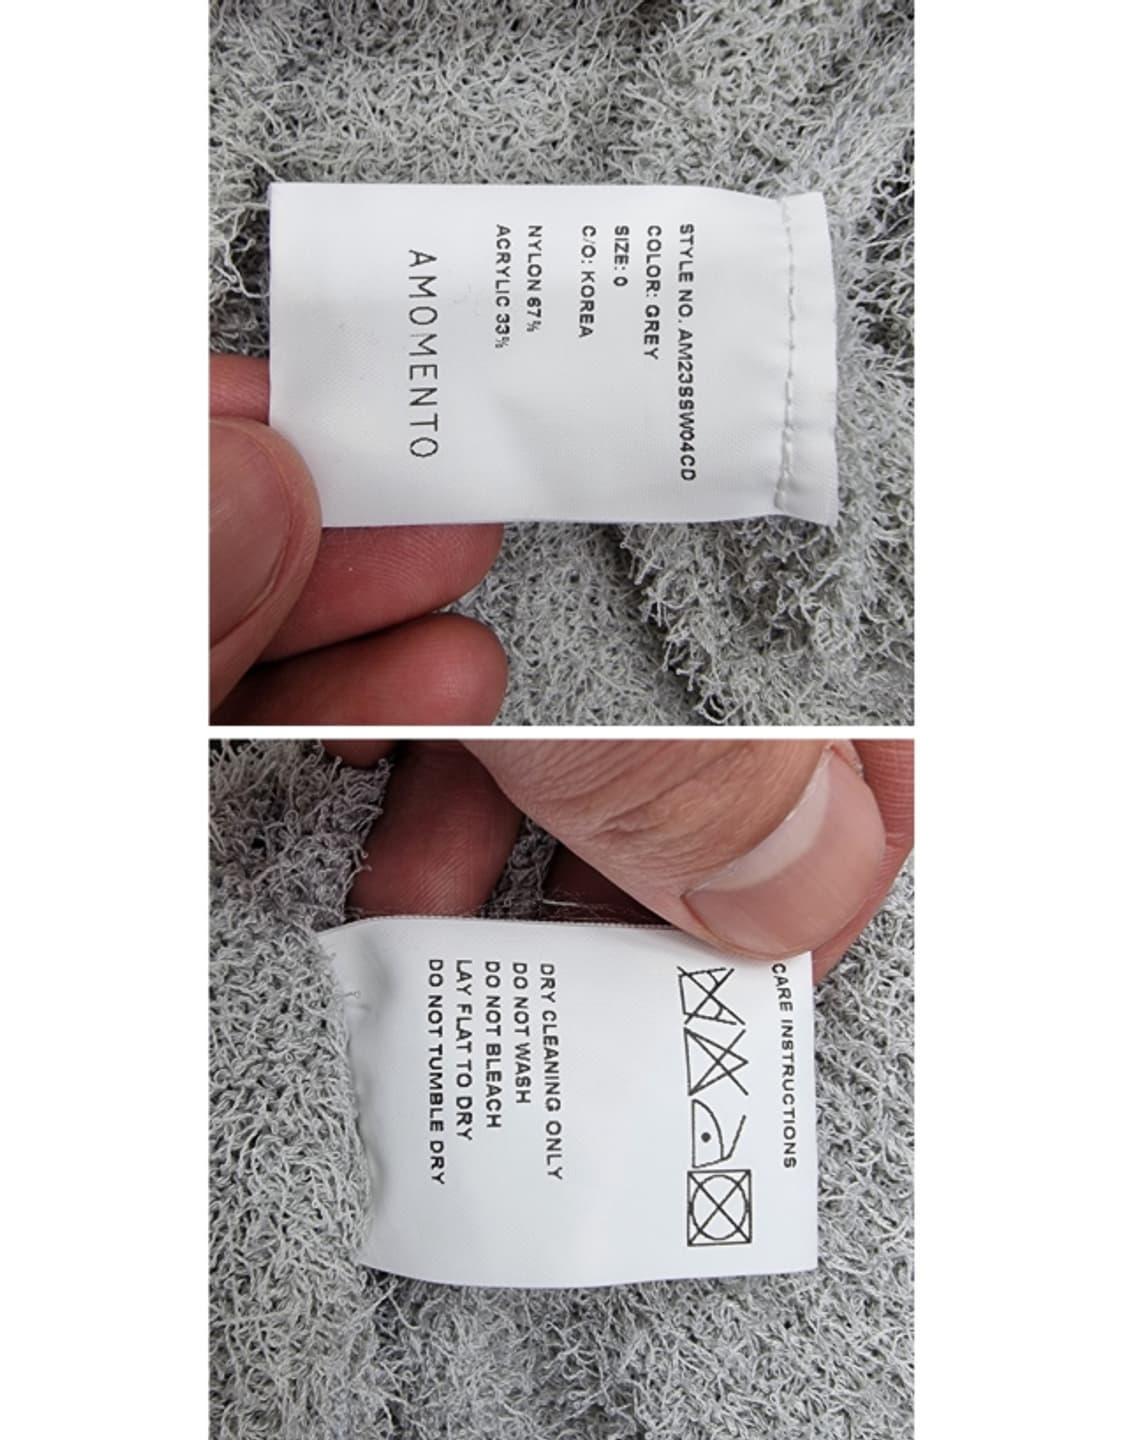 STYLE NO. AM23SSW04CD
COLOR: GREY
SIZE: 0
C/O: KOREA
NYLON 67%
ACRYLIC 33%
AMOMENTO
CARE INSTRUCTIONS
DRY CLEANING ONLY
DO NOT WASH
DO NOT BLEACH
LAY FLAT TO DRY
DO NOT TUMBLE DRY